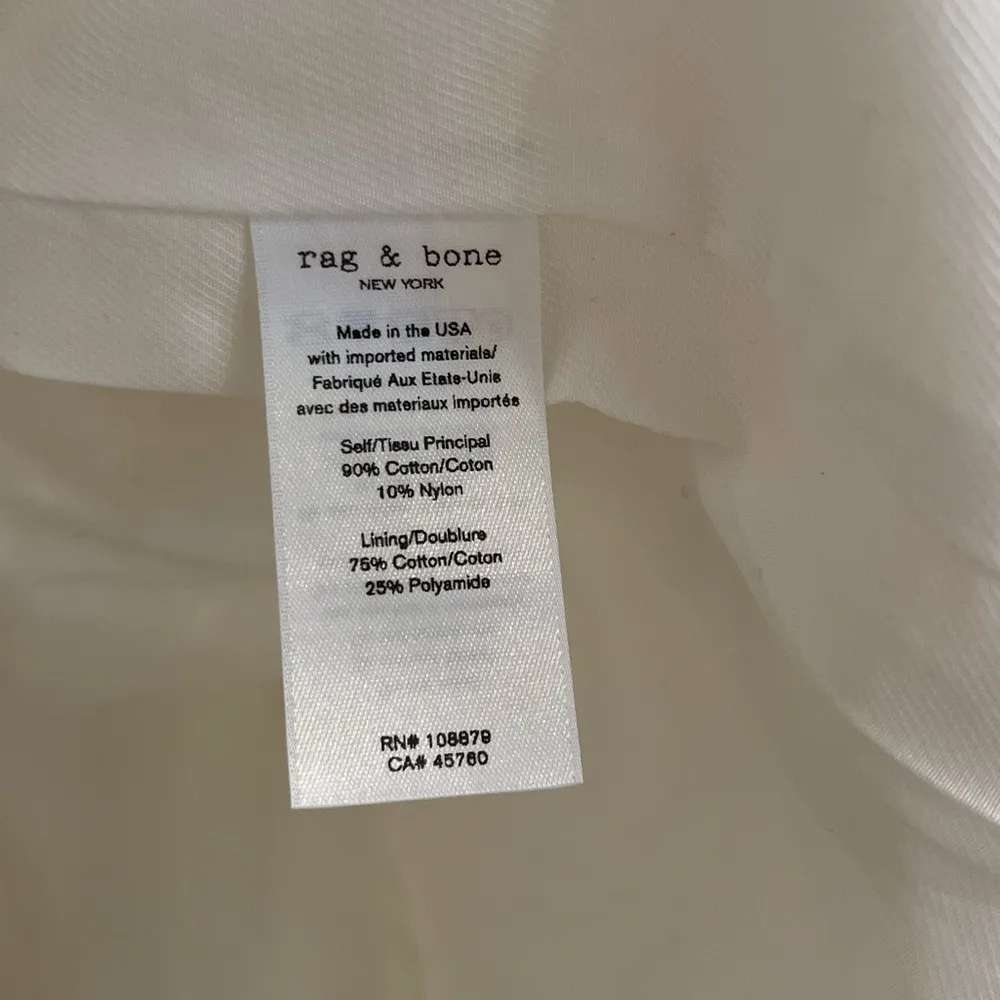 rag & bone
NEW YORK
Made in the USA
with imported materials/
Fabriqué Aux Etats-Unis
avec des materiaux importés
Self/Tissu Principal
90% Cotton/Coton
10% Nylon
Lining/Doublure
75% Cotton/Coton
25% Polyamide
RN# 108879
CA# 45760